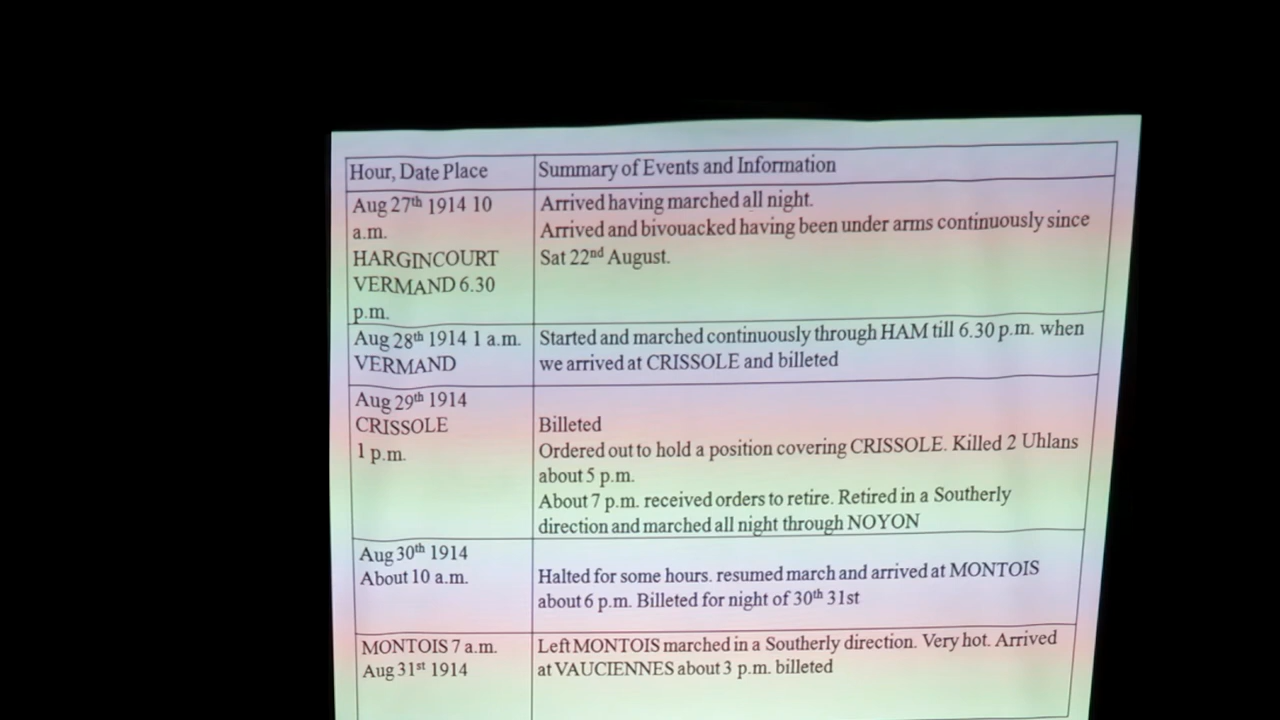 Hour, Date Place
Summary of Events and Information
Aug 27th 1914 10
a.m.
HARGINCOURT
VERMAND 6.30
p.m.
Arrived having marched all night.
Arrived and bivouacked having been under arms continuously since
Sat 22nd August.
Aug 28th 1914 1 a.m.
VERMAND
Started and marched continuously through HAM till 6.30 p.m. when
we arrived at CRISSOLE and billeted
Aug 29th 1914
CRISSOLE
1 p.m.
Billeted
Ordered out to hold a position covering CRISSOLE. Killed 2 Uhlans
about 5 p.m.
About 7 p.m. received orders to retire. Retired in a Southerly
direction and marched all night through NOYON
Aug 30th 1914
About 10 a.m.
Halted for some hours. resumed march and arrived at MONTOIS
about 6 p.m. Billeted for night of 30th 31st
MONTOIS 7 a.m.
Aug 31st 1914
Left MONTOIS marched in a Southerly direction. Very hot. Arrived
at VAUCIENNES about 3 p.m. billeted